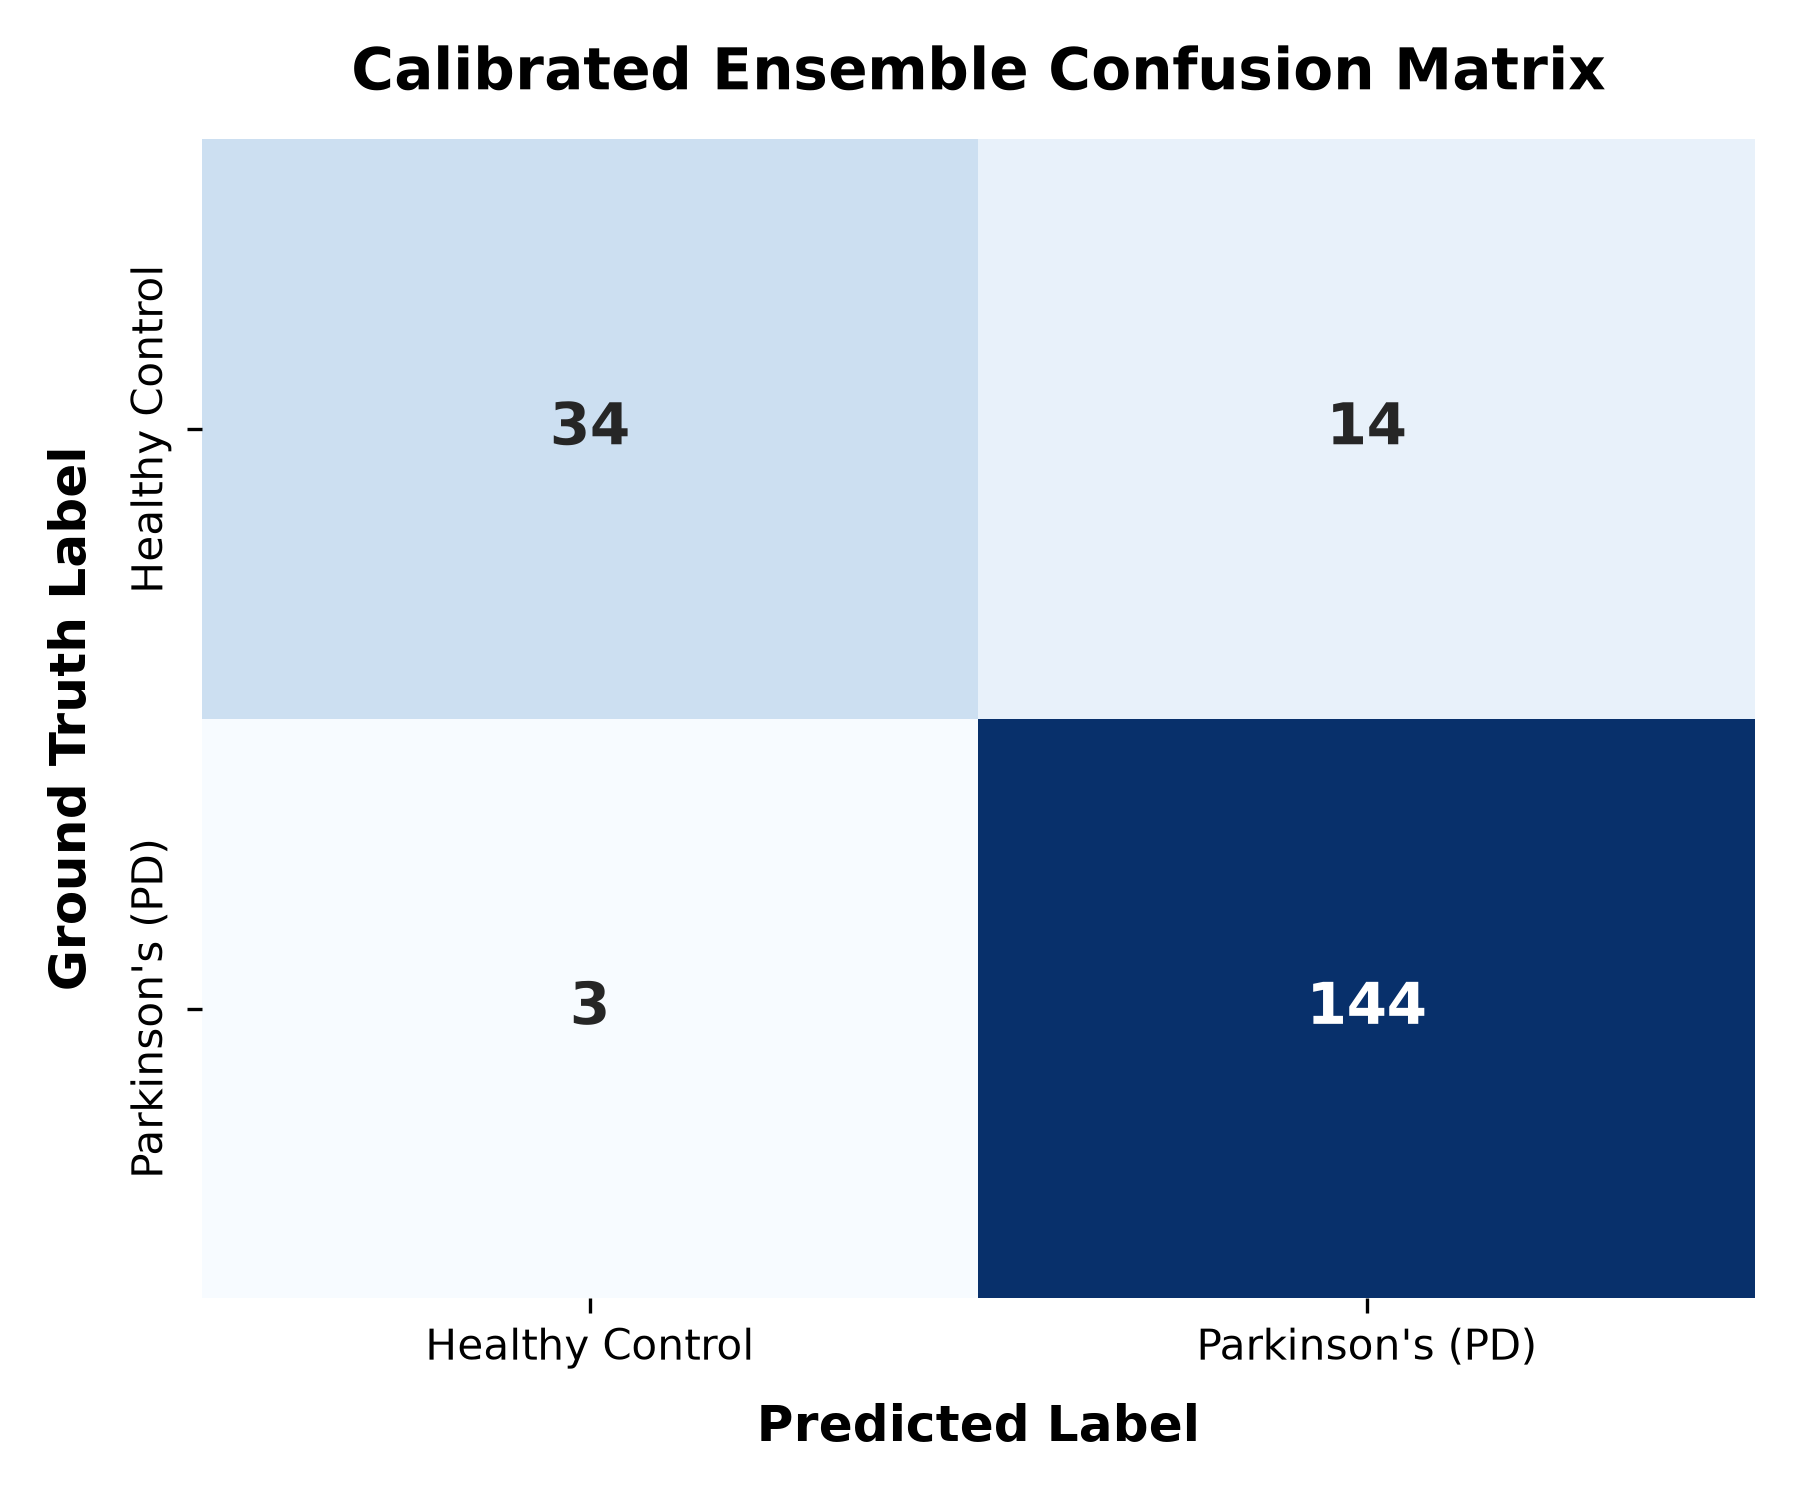 Calibrated Ensemble Confusion Matrix
Ground Truth Label
Healthy Control
34
14
Parkinson's (PD)
3
144
Healthy Control
Parkinson's (PD)
Predicted Label